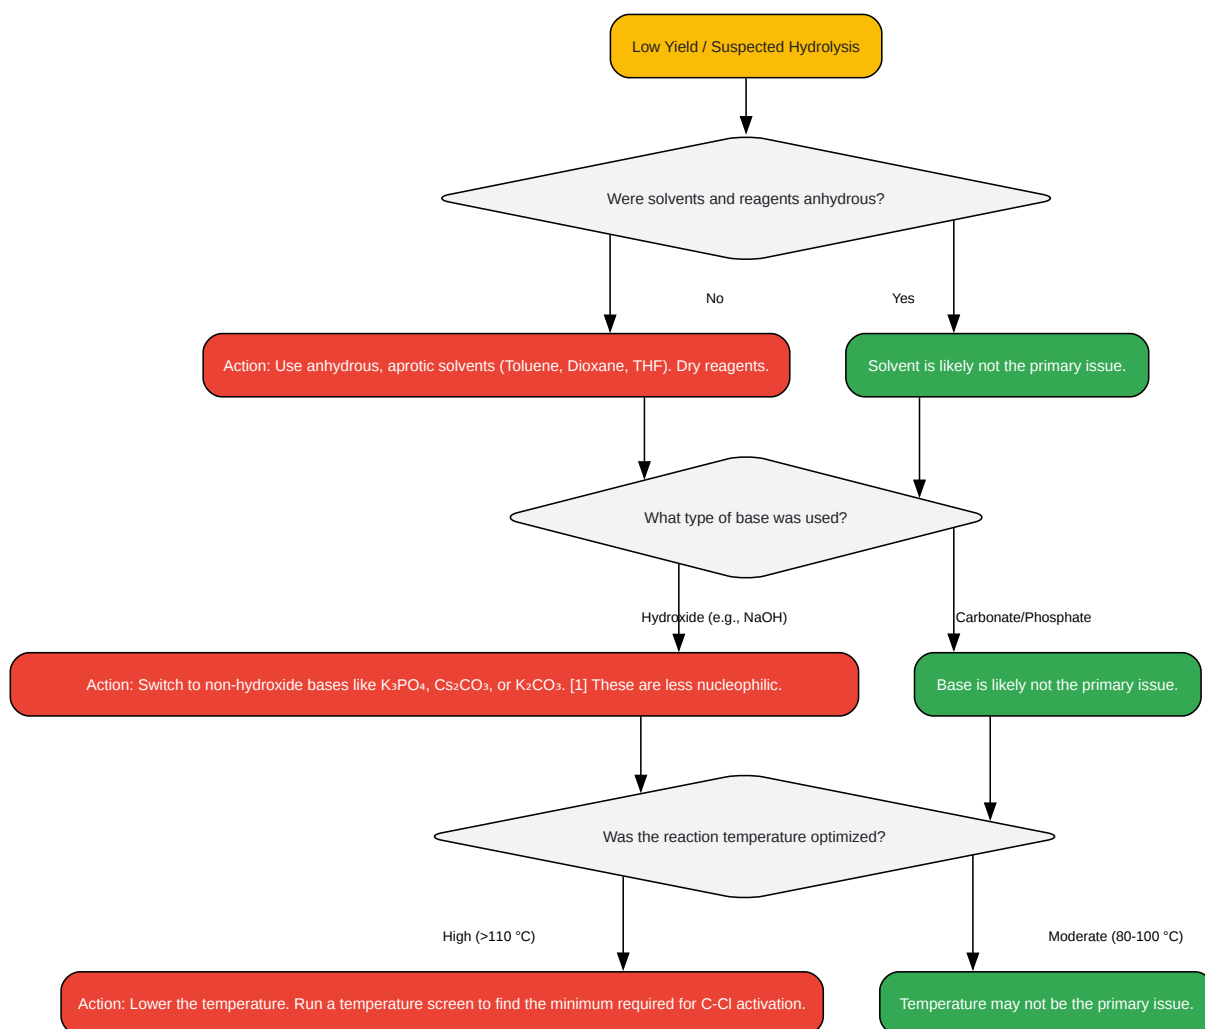 Low Yield / Suspected Hydrolysis
Were solvents and reagents anhydrous?
No
Yes
Action: Use anhydrous, aprotic solvents (Toluene, Dioxane, THF). Dry reagents.
Solvent is likely not the primary issue.
What type of base was used?
Hydroxide (e.g., NaOH)
Carbonate/Phosphate
Action: Switch to non-hydroxide bases like K₃PO₄, Cs₂CO₃, or K₂CO₃. [1] These are less nucleophilic.
Base is likely not the primary issue.
Was the reaction temperature optimized?
High (>110 °C)
Moderate (80-100 °C)
Action: Lower the temperature. Run a temperature screen to find the minimum required for C-Cl activation.
Temperature may not be the primary issue.